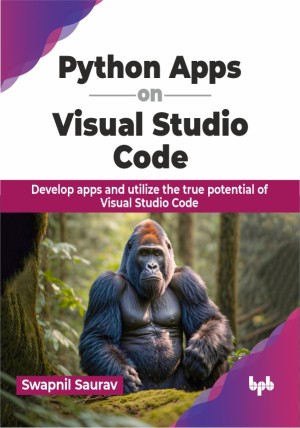 Python Apps
on
Visual Studio
Code
Develop apps and utilize the true potential of
Visual Studio Code
Swapnil Saurav
bpb